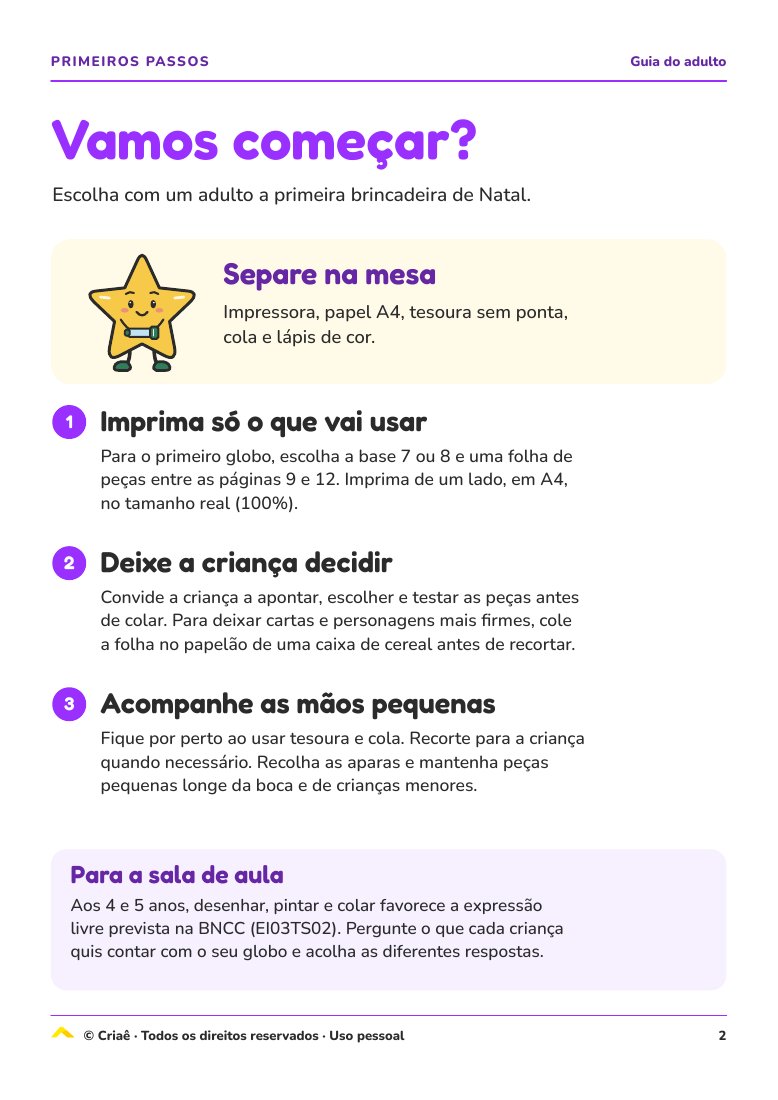 PRIMEIROS PASSOS
Guia do adulto
Vamos começar?
Escolha com um adulto a primeira brincadeira de Natal.
Separe na mesa
Impressora, papel A4, tesoura sem ponta,
cola e lápis de cor.
1 Imprima só o que vai usar
Para o primeiro globo, escolha a base 7 ou 8 e uma folha de
peças entre as páginas 9 e 12. Imprima de um lado, em A4,
no tamanho real (100%).
2 Deixe a criança decidir
Convide a criança a apontar, escolher e testar as peças antes
de colar. Para deixar cartas e personagens mais firmes, cole
a folha no papelão de uma caixa de cereal antes de recortar.
3 Acompanhe as mãos pequenas
Fique por perto ao usar tesoura e cola. Recorte para a criança
quando necessário. Recolha as aparas e mantenha peças
pequenas longe da boca e de crianças menores.
Para a sala de aula
Aos 4 e 5 anos, desenhar, pintar e colar favorece a expressão
livre prevista na BNCC (EI03TS02). Pergunte o que cada criança
quis contar com o seu globo e acolha as diferentes respostas.
© Criaê · Todos os direitos reservados · Uso pessoal
2